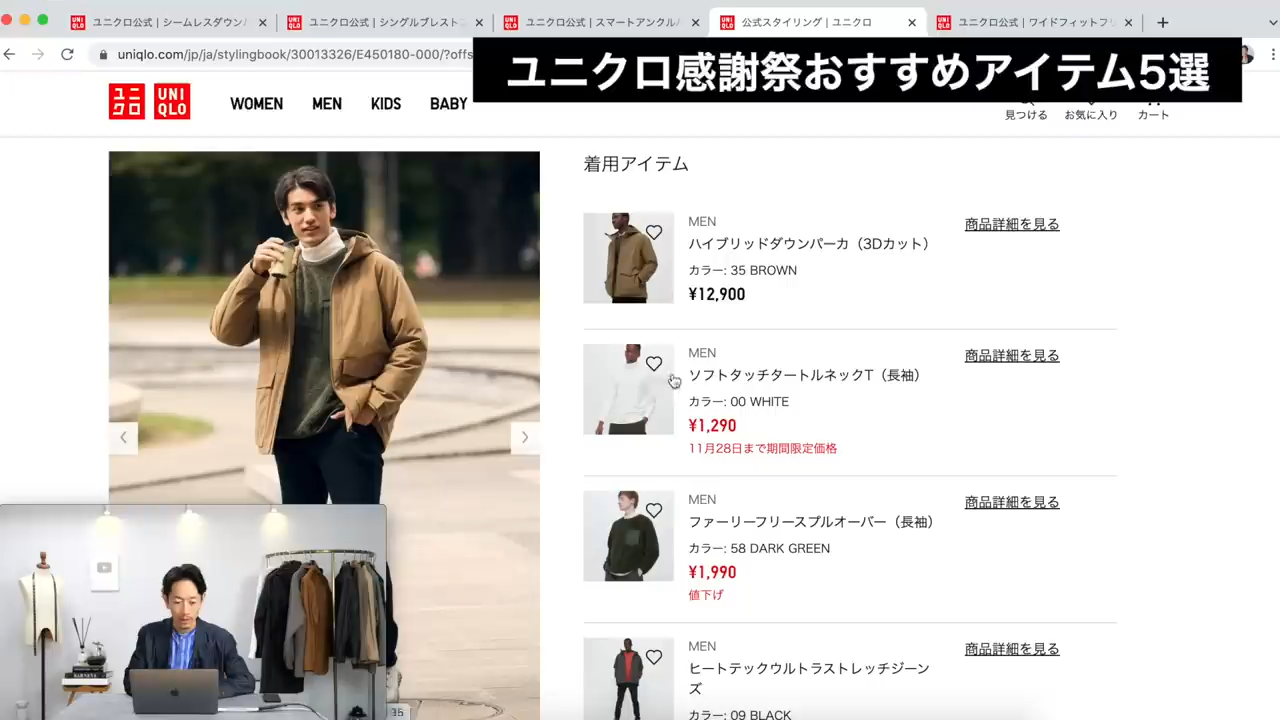 ユニクロ公式 | シームレスダウン
ユニクロ公式 | シングルブレスト
ユニクロ公式 | スマートアンクル
公式スタイリング | ユニクロ
ユニクロ公式 | ワイドフィットフリ
uniqlo.com/jp/ja/stylingbook/30013326/E450180-000/?offs
ユニクロ感謝祭おすすめアイテム5選
ユニクロ
UNIQLO
WOMEN MEN KIDS BABY
見つける お気に入り カート
着用アイテム
MEN
ハイブリッドダウンパーカ（3Dカット）
カラー: 35 BROWN
¥12,900
商品詳細を見る
MEN
ソフトタッチタートルネックT（長袖）
カラー: 00 WHITE
¥1,290
11月28日まで期間限定価格
商品詳細を見る
MEN
ファーリーフリースプルオーバー（長袖）
カラー: 58 DARK GREEN
¥1,990
値下げ
商品詳細を見る
MEN
ヒートテックウルトラストレッチジーン
ズ
カラー: 09 BLACK
商品詳細を見る